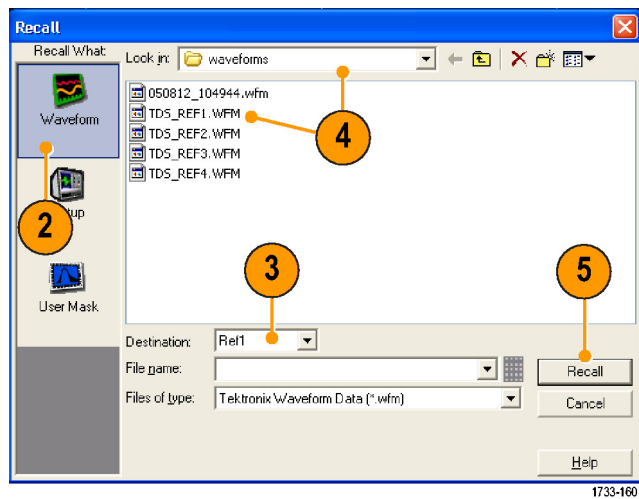 Recall
Recall What:
Look in: waveforms
Waveform
050812_104944.wfm
TDS_REF1.WFM
TDS_REF2.WFM
TDS_REF3.WFM
TDS_REF4.WFM
4
2
tup
User Mask
3
5
Destination: Ref1
File name:
Recall
Files of type: Tektronix Waveform Data (*.wfm)
Cancel
Help
1733-160